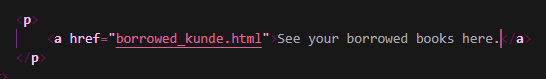 <p>
<a href="borrowed_kunde.html">See your borrowed books here.</a>
</p>